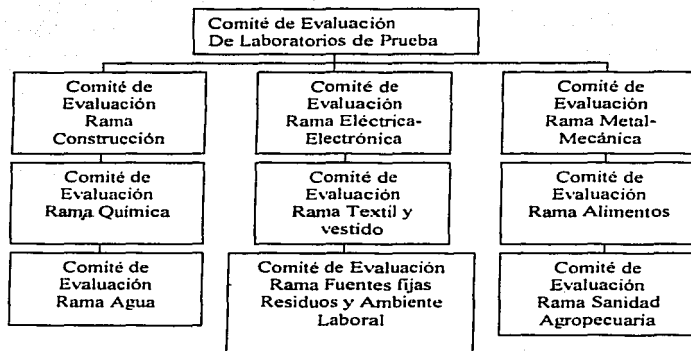 Comité de Evaluación
De Laboratorios de Prueba
Comité de
Evaluación
Rama
Construcción
Comité de
Evaluación
Rama Eléctrica-
Electrónica
Comité de
Evaluación
Rama Metal-
Mecánica
Comité de
Evaluación
Rama Química
Comité de
Evaluación
Rama Textil y
vestido
Comité de
Evaluación
Rama Alimentos
Comité de
Evaluación
Rama Agua
Comité de Evaluación
Rama Fuentes fijas
Residuos y Ambiente
Laboral
Comité de
Evaluación
Rama Sanidad
Agropecuaria